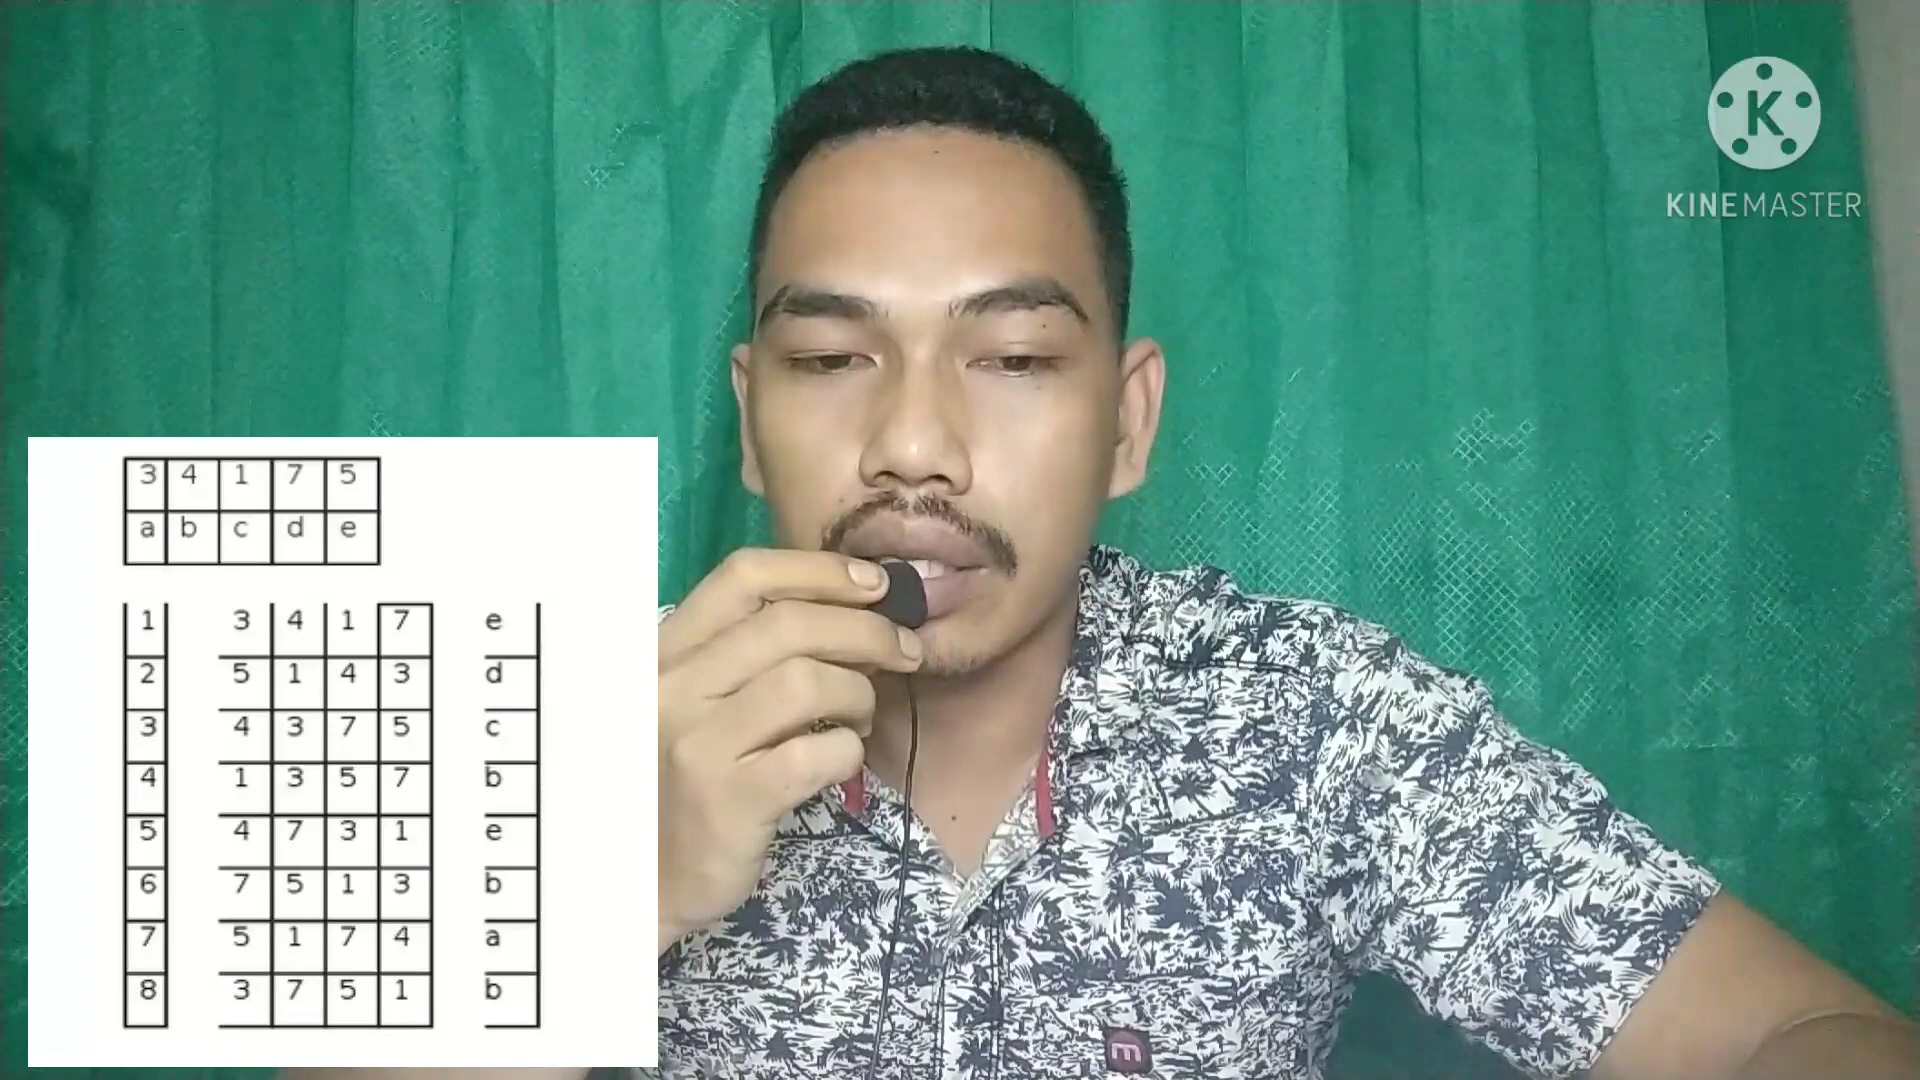 K
KINEMASTER
3 4 1 7 5
a b c d e
1 3 4 1 7 e
2 5 1 4 3 d
3 4 3 7 5 c
4 1 3 5 7 b
5 4 7 3 1 e
6 7 5 1 3 b
7 5 1 7 4 a
8 3 7 5 1 b
E